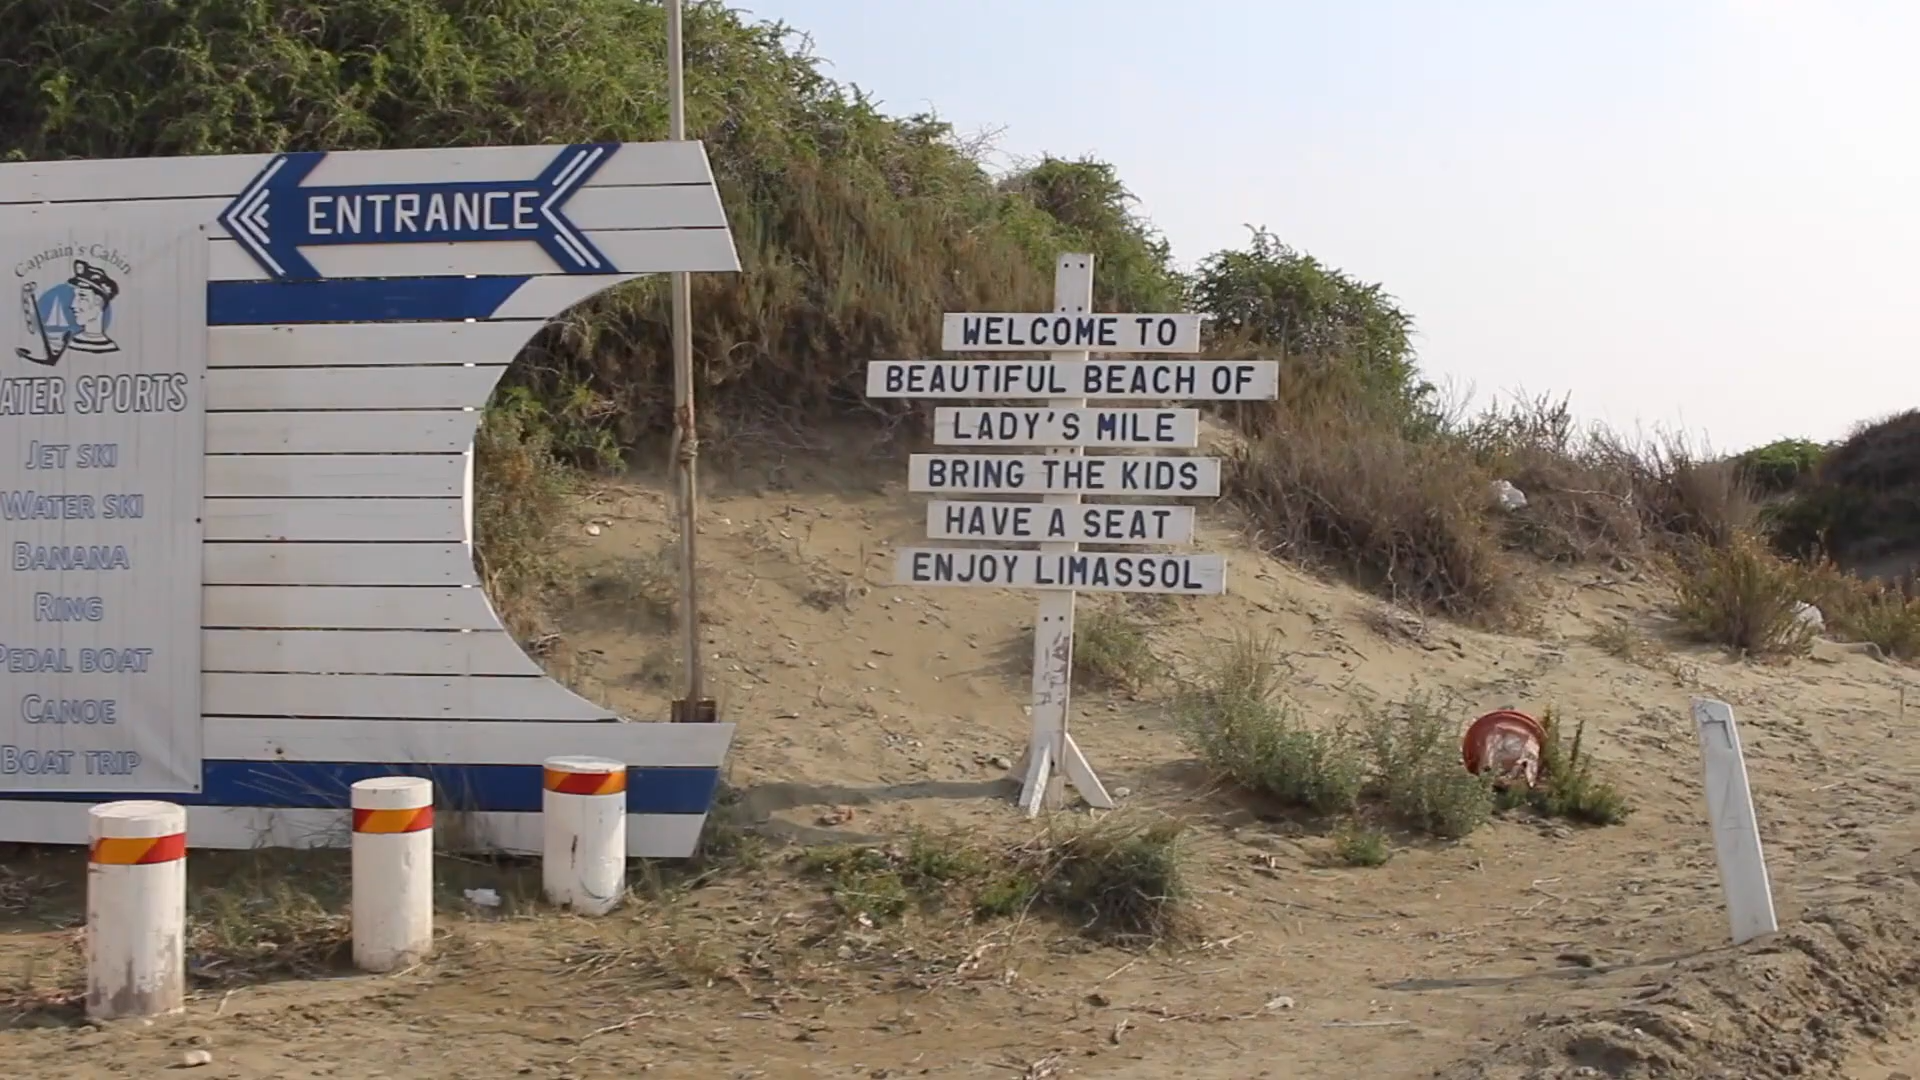 ENTRANCE
Captain's Cabin
WATER SPORTS
JET SKI
WATER SKI
BANANA
RING
PEDAL BOAT
CANOE
BOAT TRIP
WELCOME TO
BEAUTIFUL BEACH OF
LADY'S MILE
BRING THE KIDS
HAVE A SEAT
ENJOY LIMASSOL